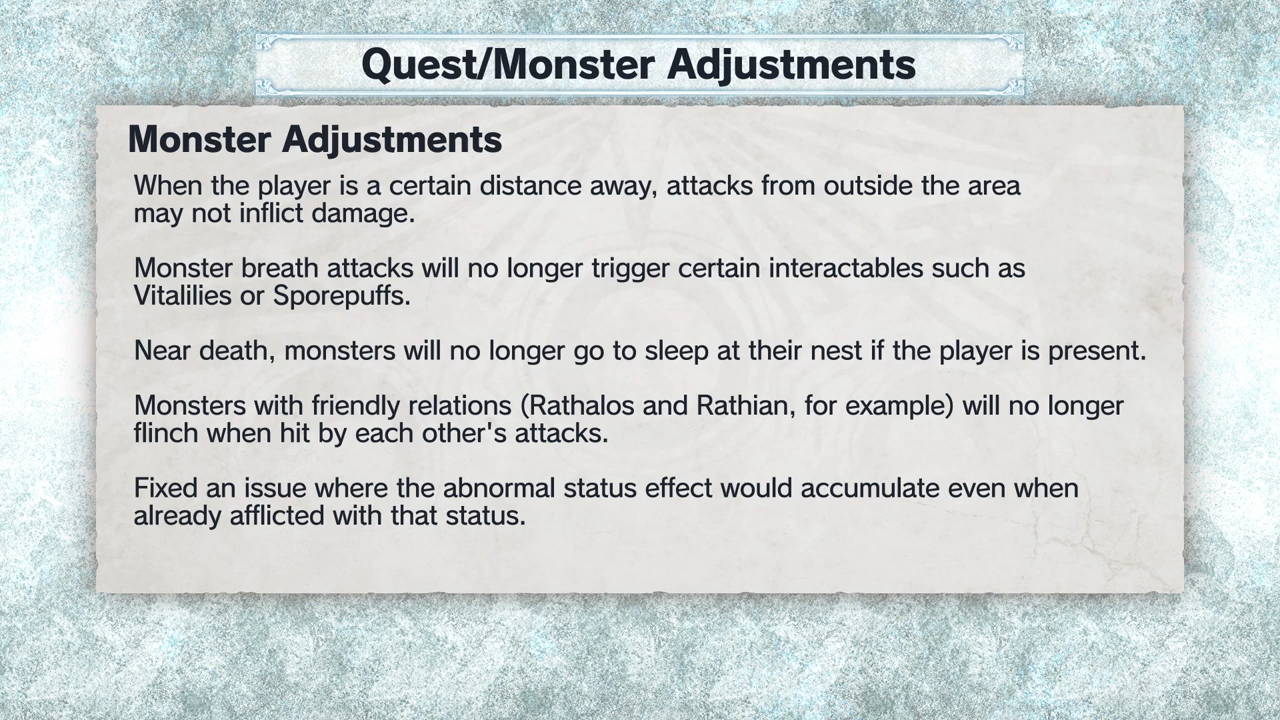 Quest/Monster Adjustments
Monster Adjustments
When the player is a certain distance away, attacks from outside the area
may not inflict damage.
Monster breath attacks will no longer trigger certain interactables such as
Vitalilies or Sporepuffs.
Near death, monsters will no longer go to sleep at their nest if the player is present.
Monsters with friendly relations (Rathalos and Rathian, for example) will no longer
flinch when hit by each other's attacks.
Fixed an issue where the abnormal status effect would accumulate even when
already afflicted with that status.